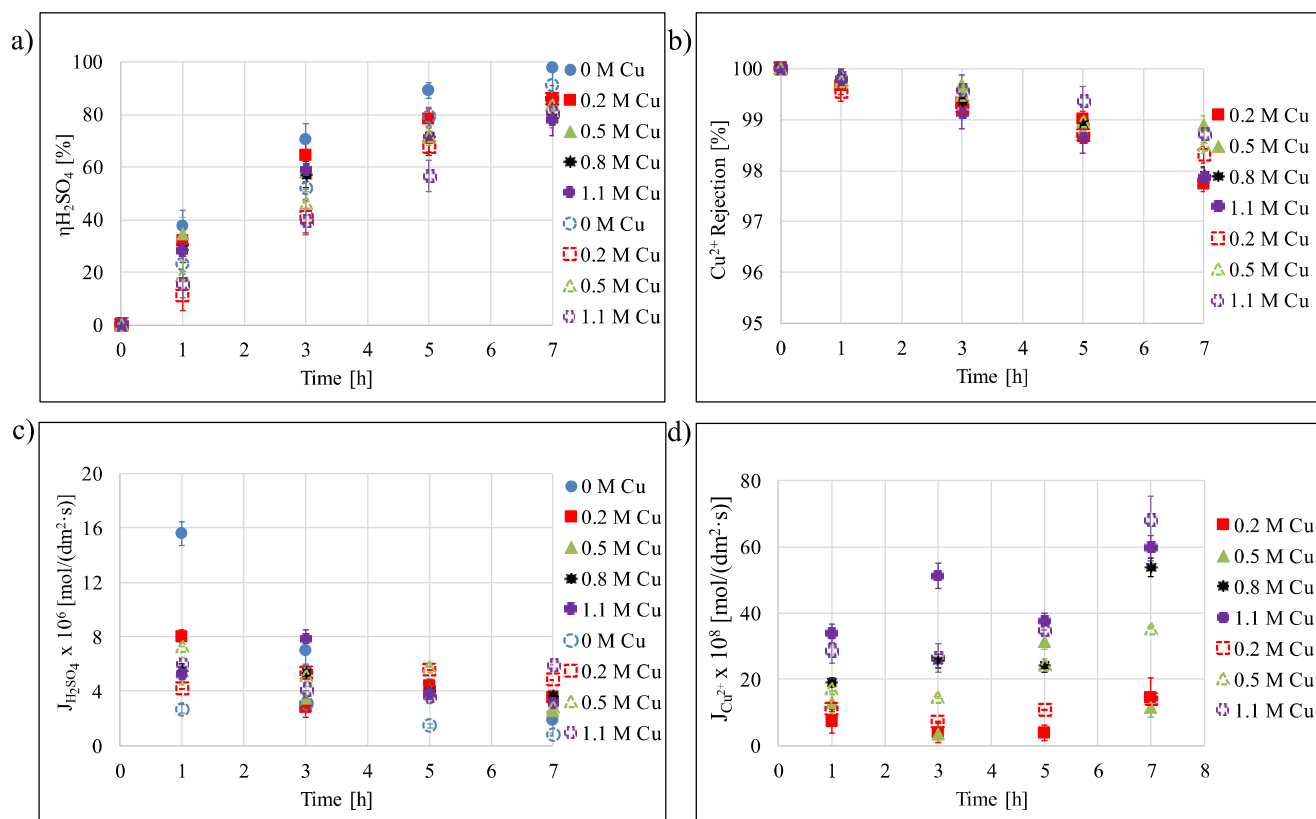 a)
ηH₂SO₄ [%]
100
80
60
40
20
0
0 1 2 3 4 5 6 7
Time [h]
0 M Cu
0.2 M Cu
0.5 M Cu
0.8 M Cu
1.1 M Cu
0 M Cu
0.2 M Cu
0.5 M Cu
1.1 M Cu
b)
Cu²⁺ Rejection [%]
100
99
98
97
96
95
0 1 2 3 4 5 6 7
Time [h]
0.2 M Cu
0.5 M Cu
0.8 M Cu
1.1 M Cu
0.2 M Cu
0.5 M Cu
1.1 M Cu
c)
J_H₂SO₄ x 10⁶ [mol/(dm²·s)]
20
16
12
8
4
0
0 1 2 3 4 5 6 7
Time [h]
0 M Cu
0.2 M Cu
0.5 M Cu
0.8 M Cu
1.1 M Cu
0 M Cu
0.2 M Cu
0.5 M Cu
1.1 M Cu
d)
J_Cu²⁺ x 10⁸ [mol/(dm²·s)]
80
60
40
20
0
0 1 2 3 4 5 6 7 8
Time [h]
0.2 M Cu
0.5 M Cu
0.8 M Cu
1.1 M Cu
0.2 M Cu
0.5 M Cu
1.1 M Cu